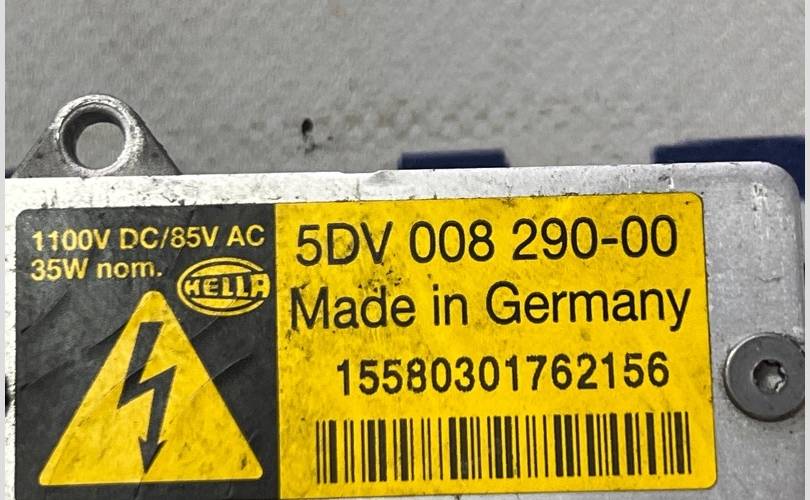 1100V DC/85V AC
35W nom.
HELLA
5DV 008 290-00
Made in Germany
15580301762156